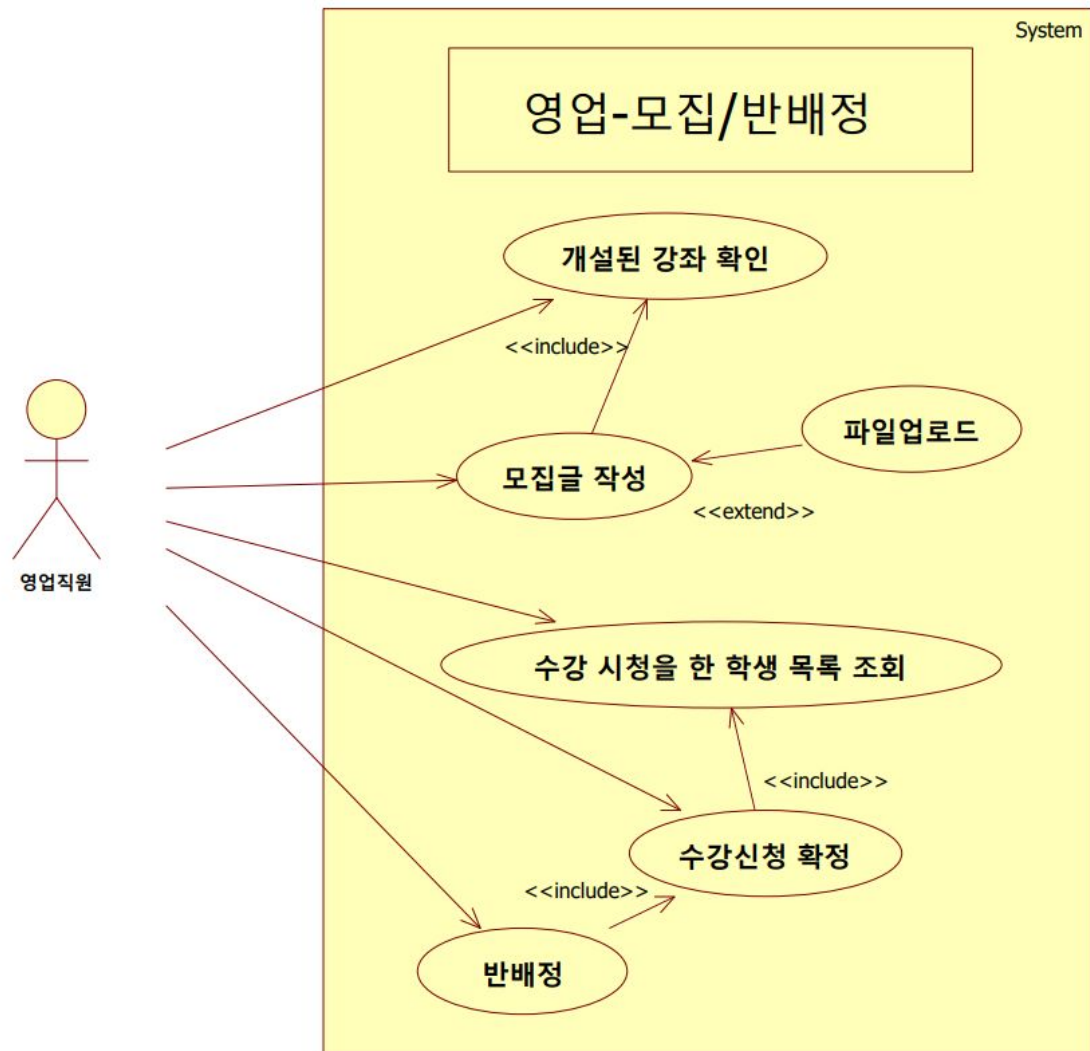 System
영업-모집/반배정
개설된 강좌 확인
<<include>>
파일업로드
모집글 작성
<<extend>>
영업직원
수강 시청을 한 학생 목록 조회
<<include>>
수강신청 확정
<<include>>
반배정